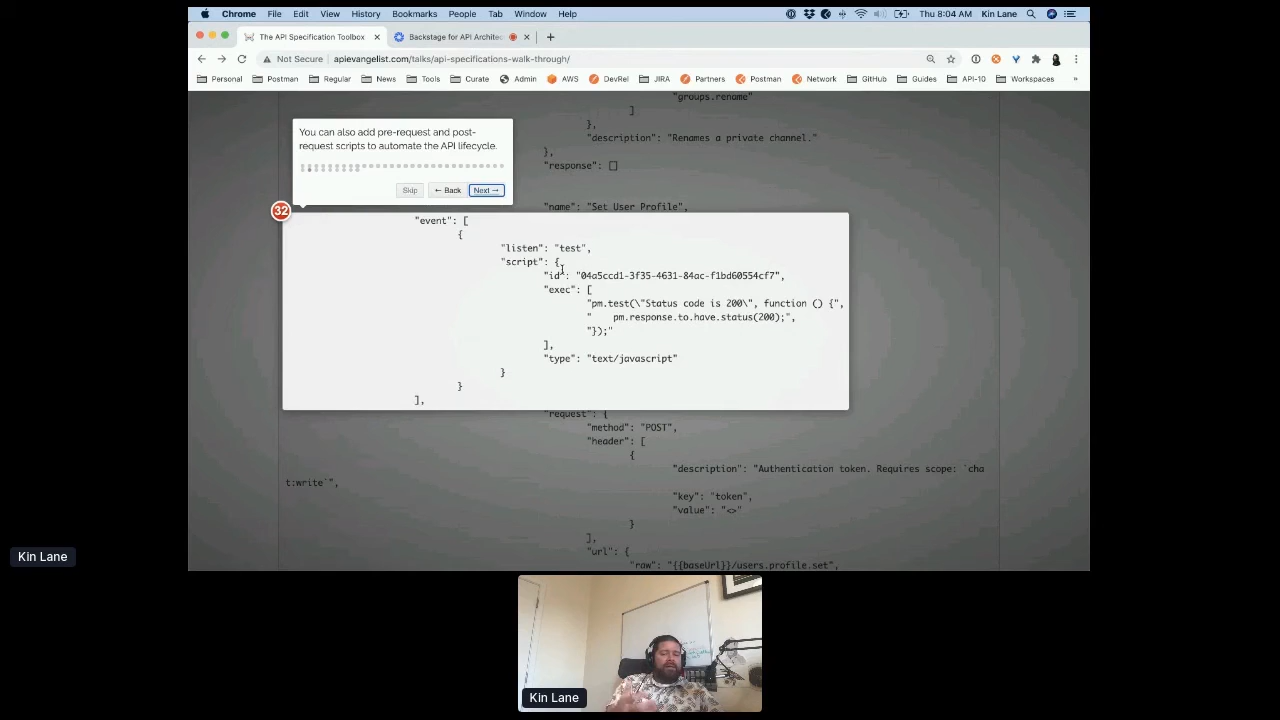 Chrome File Edit View History Bookmarks People Tab Window Help Thu 8:04 AM Kin Lane
The API Specification Toolbox
Backstage for API Architec
Not Secure | apievangelist.com/talks/api-specifications-walk-through/
Personal Postman Regular News Tools Curate Admin AWS DevRel JIRA Partners Postman Network GitHub Guides API-10 Workspaces »
"groups.rename"
]
},
"description": "Renames a private channel."
},
"response": []
You can also add pre-request and post-
request scripts to automate the API lifecycle.
Skip ← Back Next →
"name": "Set User Profile",
32
"event": [
{
"listen": "test",
"script": {
"id": "04a5ccd1-3f35-4631-84ac-f1bd60554cf7",
"exec": [
"pm.test(\"Status code is 200\", function () {",
"    pm.response.to.have.status(200);",
"});"
],
"type": "text/javascript"
}
}
],
"request": {
"method": "POST",
"header": [
{
"description": "Authentication token. Requires scope: `cha
t:write`",
"key": "token",
"value": "<>"
}
],
"url": {
"raw": "{{baseUrl}}/users.profile.set",
Kin Lane
Kin Lane